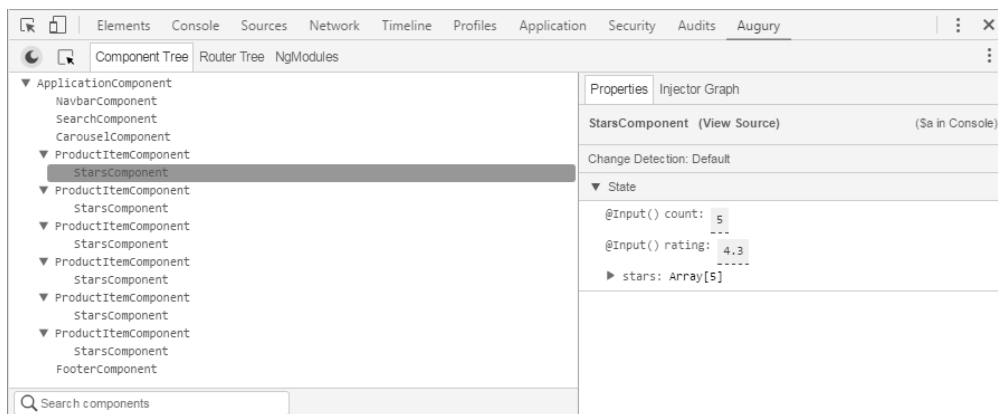 Elements Console Sources Network Timeline Profiles Application Security Audits Augury
Component Tree Router Tree NgModules
▼ ApplicationComponent
NavbarComponent
SearchComponent
CarouselComponent
▼ ProductItemComponent
StarsComponent
▼ ProductItemComponent
StarsComponent
▼ ProductItemComponent
StarsComponent
▼ ProductItemComponent
StarsComponent
▼ ProductItemComponent
StarsComponent
▼ ProductItemComponent
StarsComponent
FooterComponent
Search components
Properties Injector Graph
StarsComponent (View Source) ($a in Console)
Change Detection: Default
▼ State
@Input() count: 5
@Input() rating: 4.3
▶ stars: Array[5]